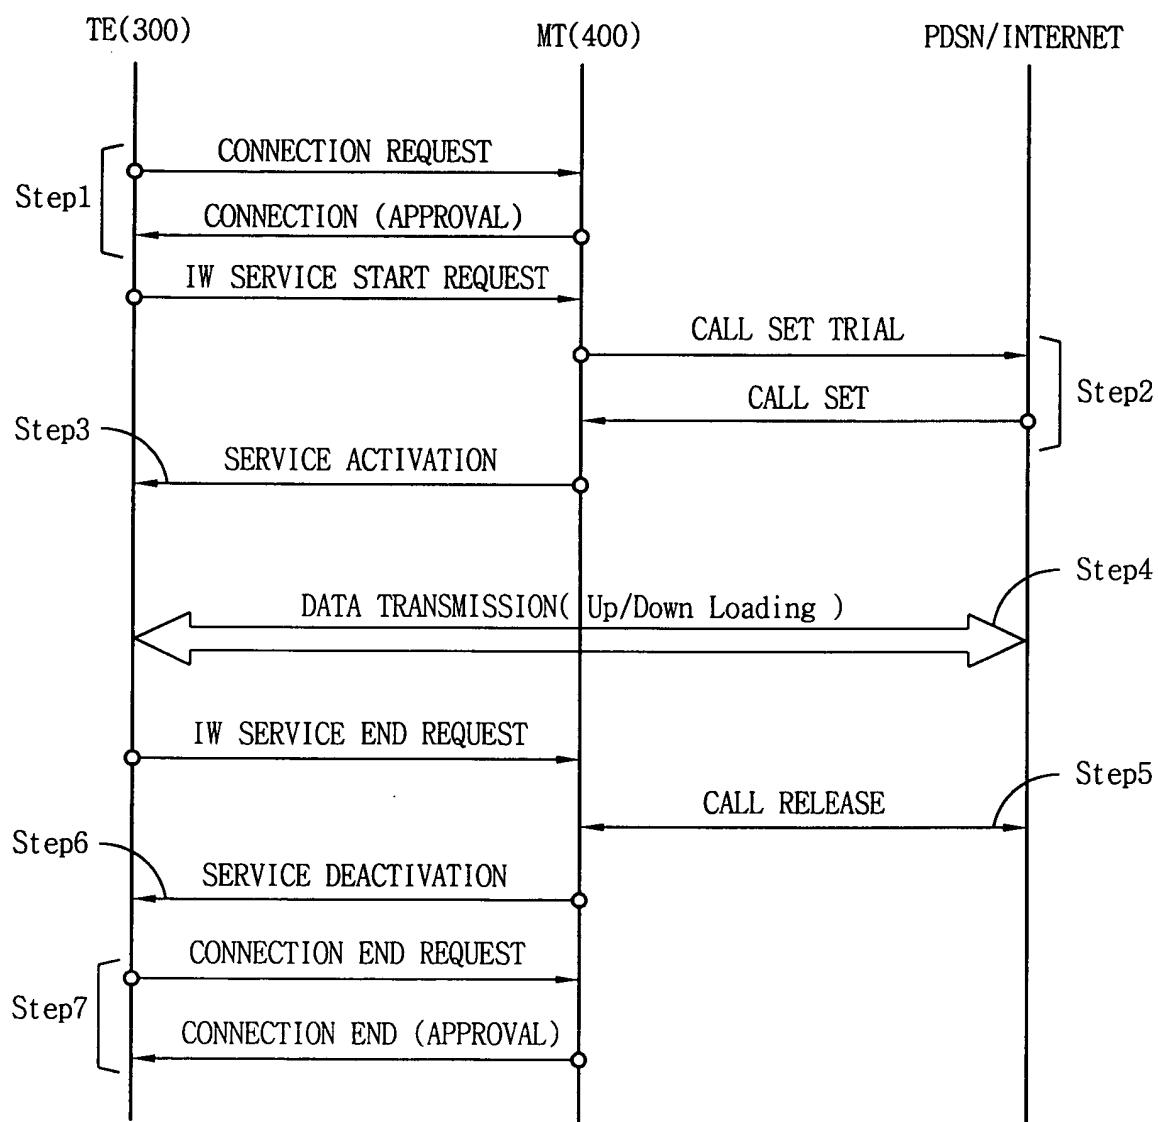 TE(300)
MT(400)
PDSN/INTERNET
CONNECTION REQUEST
Step1
CONNECTION (APPROVAL)
IW SERVICE START REQUEST
CALL SET TRIAL
Step2
CALL SET
Step3
SERVICE ACTIVATION
Step4
DATA TRANSMISSION( Up/Down Loading )
IW SERVICE END REQUEST
Step5
CALL RELEASE
Step6
SERVICE DEACTIVATION
CONNECTION END REQUEST
Step7
CONNECTION END (APPROVAL)